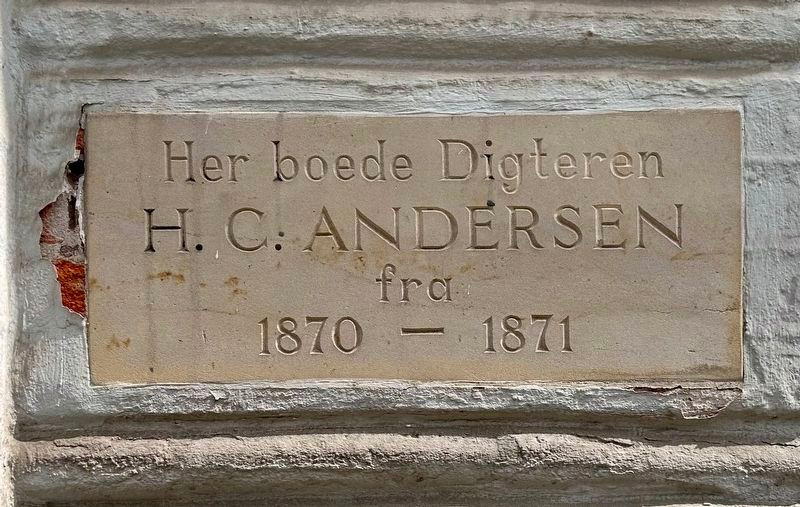 Her boede Digteren
H. C. ANDERSEN
fra
1870 — 1871